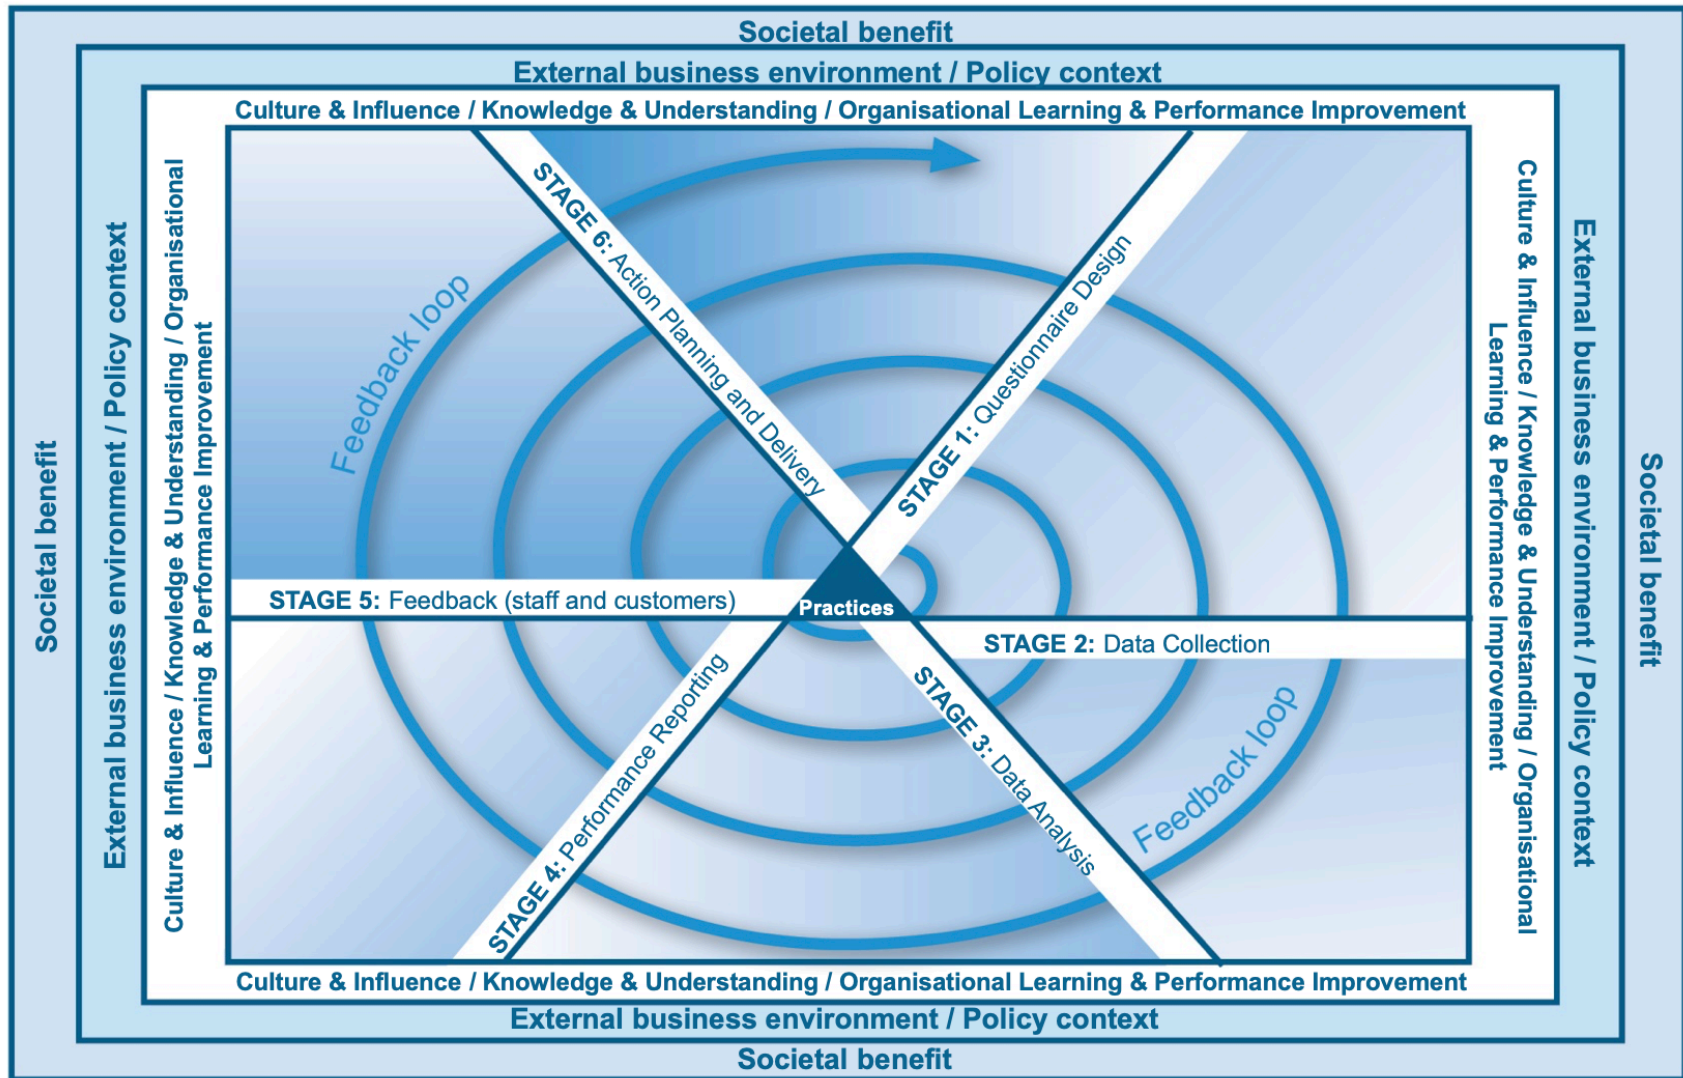 Societal benefit
External business environment / Policy context
Culture & Influence / Knowledge & Understanding / Organisational Learning & Performance Improvement
Societal benefit
External business environment / Policy context
Culture & Influence / Knowledge & Understanding / Organisational
Learning & Performance Improvement
Feedback loop
STAGE 6: Action Planning and Delivery
STAGE 1: Questionnaire Design
STAGE 5: Feedback (staff and customers)
Practices
STAGE 2: Data Collection
STAGE 4: Performance Reporting
STAGE 3: Data Analysis
Feedback loop
Culture & Influence / Knowledge & Understanding / Organisational
Learning & Performance Improvement
External business environment / Policy context
Societal benefit
Culture & Influence / Knowledge & Understanding / Organisational Learning & Performance Improvement
External business environment / Policy context
Societal benefit